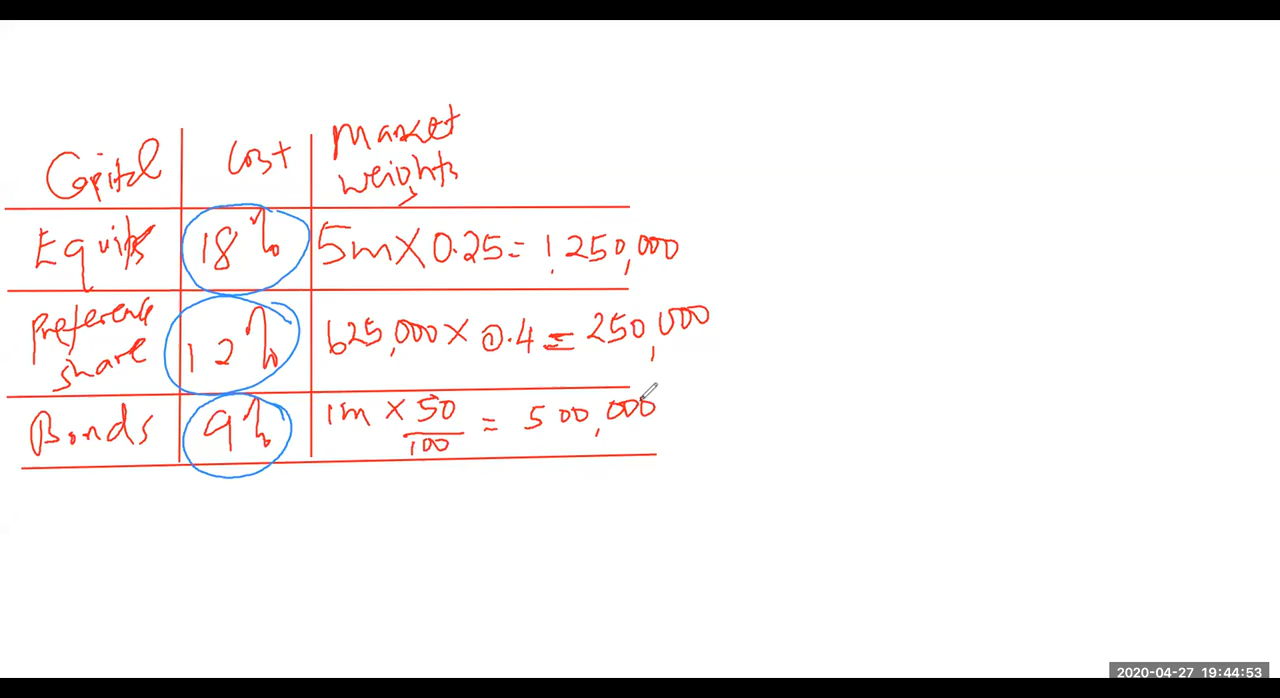 Capital Cost Market weights
Equity 18% 5m X 0.25 = 1,250,000
Preference share 12% 625,000 X 0.4 = 250,000
Bonds 9% 1m X 50/100 = 500,000
2020-04-27 19:44:53